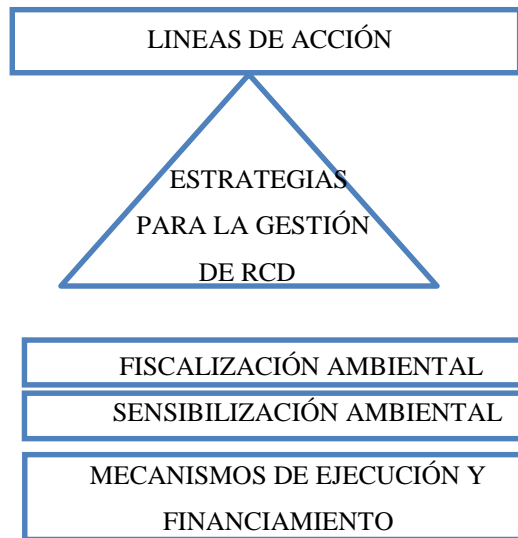 LINEAS DE ACCIÓN
ESTRATEGIAS
PARA LA GESTIÓN
DE RCD
FISCALIZACIÓN AMBIENTAL
SENSIBILIZACIÓN AMBIENTAL
MECANISMOS DE EJECUCIÓN Y
FINANCIAMIENTO